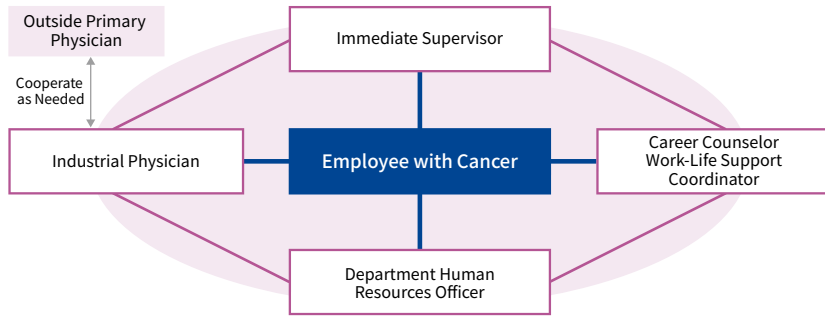 Outside Primary
Physician
Immediate Supervisor
Cooperate
as Needed
Industrial Physician
Employee with Cancer
Career Counselor
Work-Life Support
Coordinator
Department Human
Resources Officer